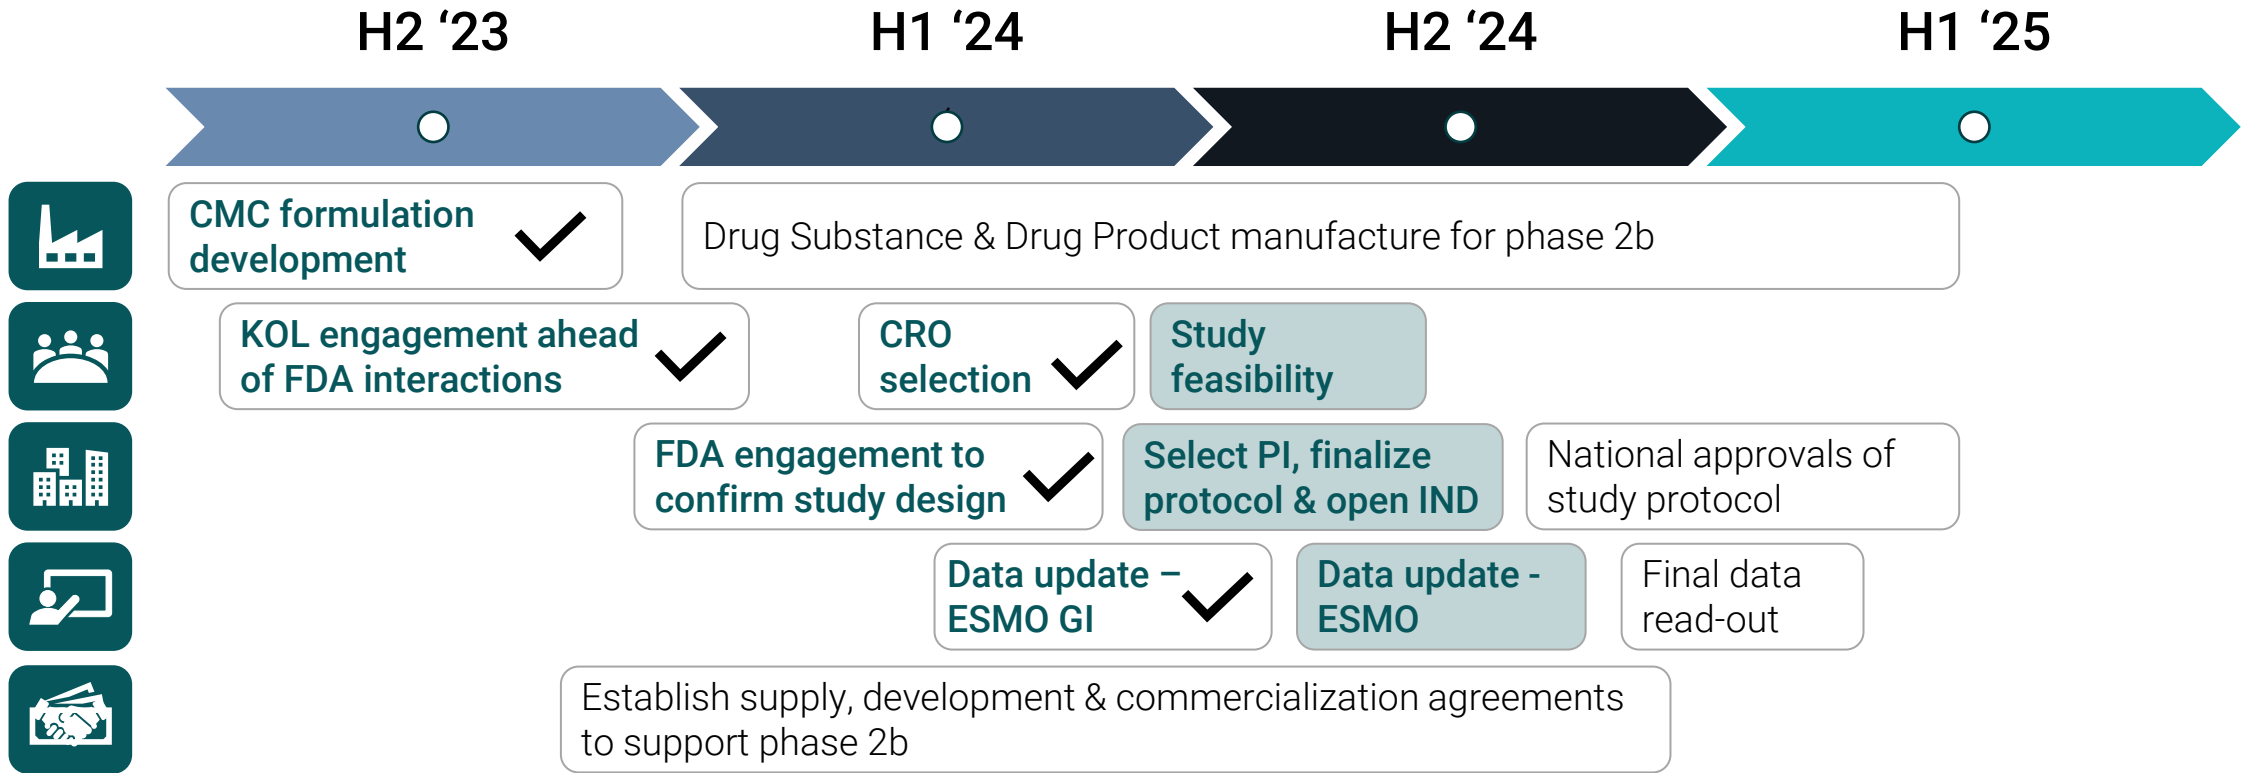 H2 ‘23
H1 ‘24
H2 ‘24
H1 ‘25
CMC formulation
development
Drug Substance & Drug Product manufacture for phase 2b
KOL engagement ahead
of FDA interactions
CRO
selection
Study
feasibility
FDA engagement to
confirm study design
Select PI, finalize
protocol & open IND
National approvals of
study protocol
Data update –
ESMO GI
Data update -
ESMO
Final data
read-out
Establish supply, development & commercialization agreements
to support phase 2b